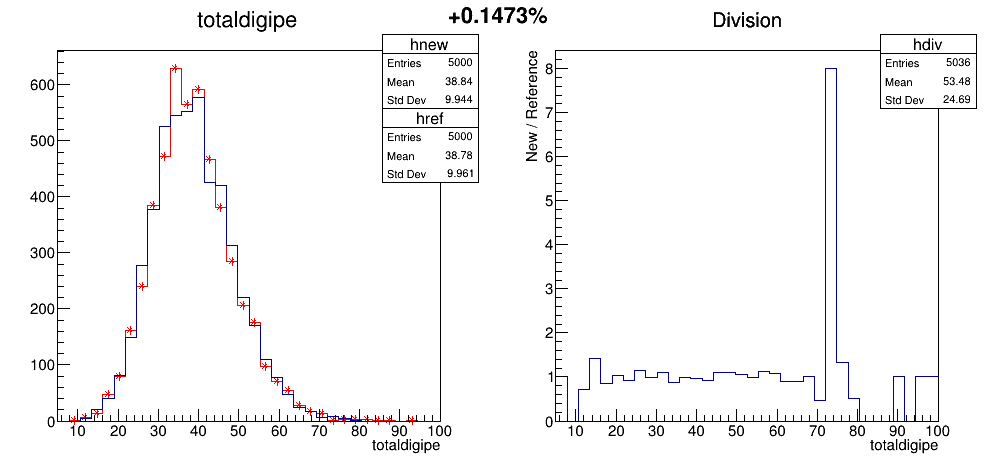 +0.1473%
totaldigipe
hnew
Entries 5000
Mean 38.84
Std Dev 9.944
href
Entries 5000
Mean 38.78
Std Dev 9.961
600
500
400
300
200
100
0
10 20 30 40 50 60 70 80 90 100
totaldigipe
Division
hdiv
Entries 5036
Mean 53.48
Std Dev 24.69
New / Reference
8
7
6
5
4
3
2
1
0
10 20 30 40 50 60 70 80 90 100
totaldigipe